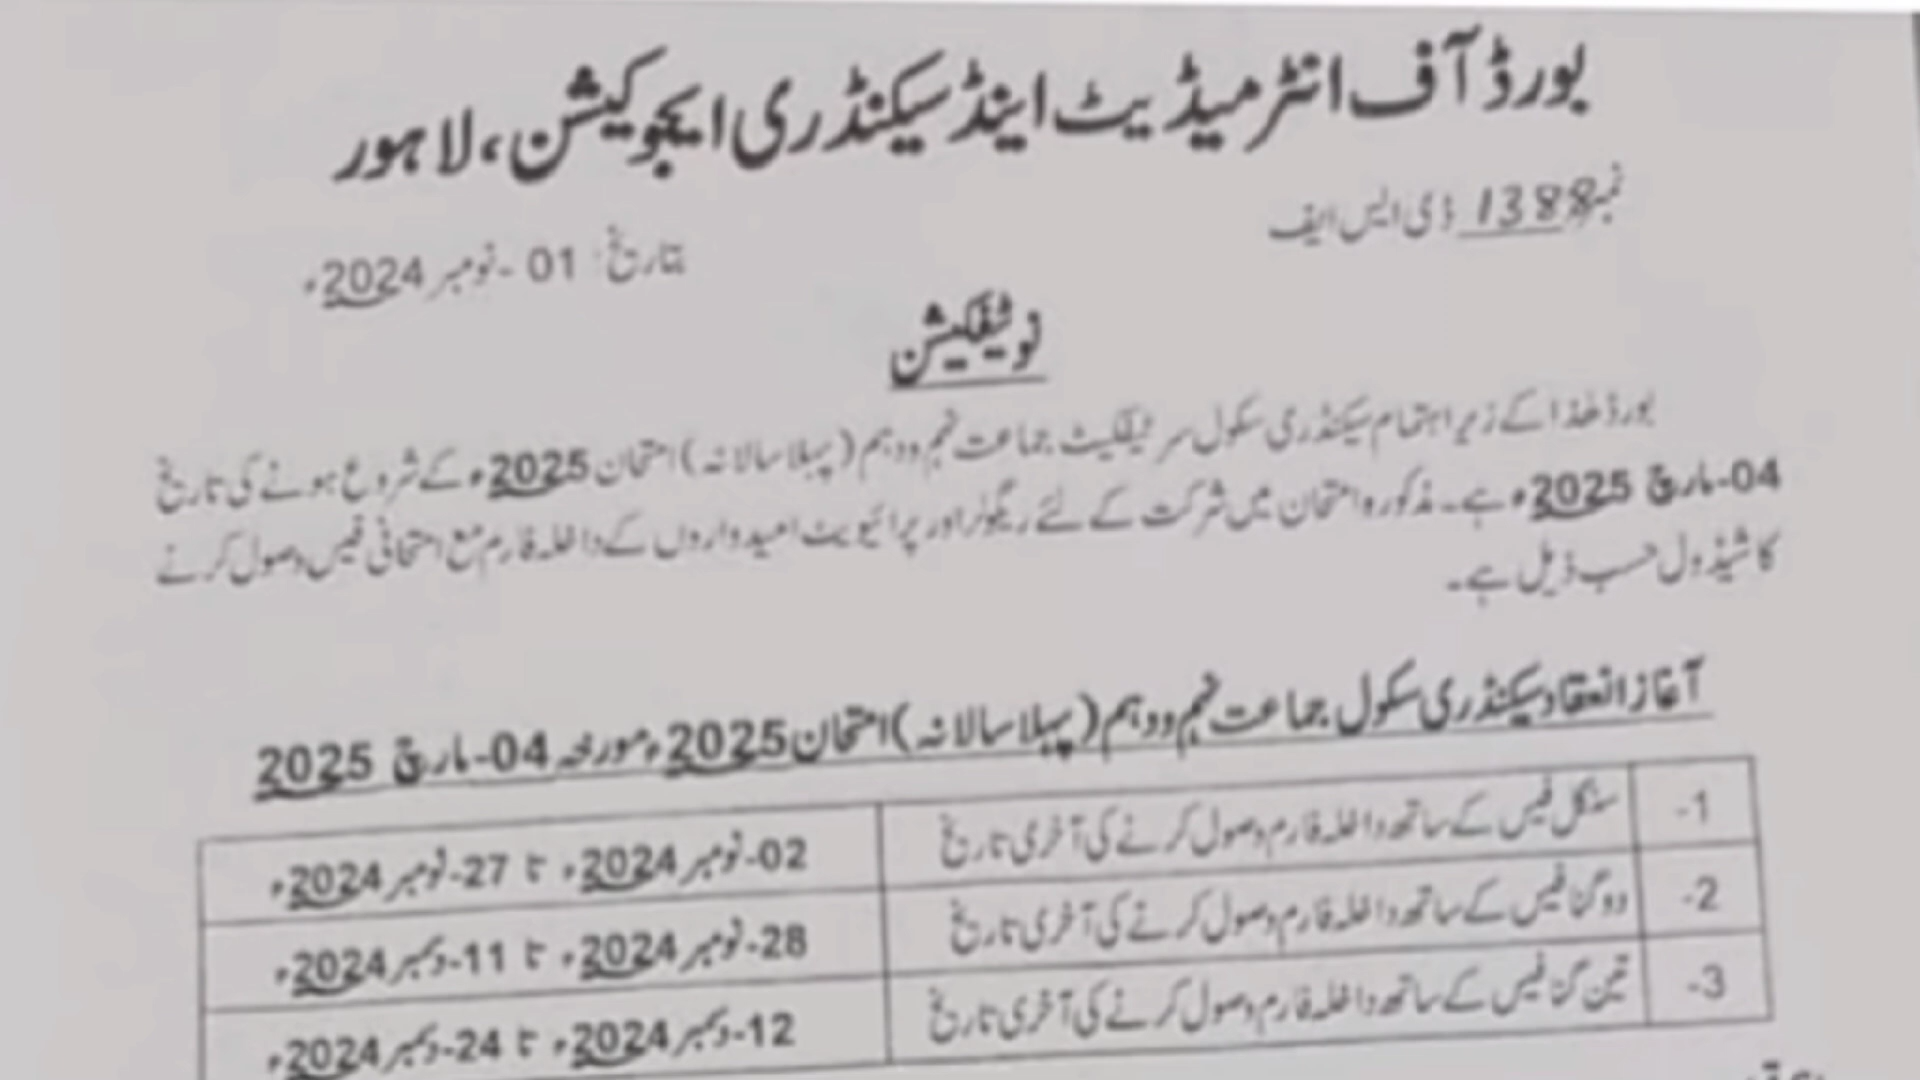 بورڈ آف انٹرمیڈیٹ اینڈ سیکنڈری ایجوکیشن، لاہور
نمبر 1388 ڈی ایس ایف
بتاریخ: 01 -نومبر 2024ء
نوٹیفکیشن
بورڈ ھذا کے زیر اہتمام سیکنڈری سکول سرٹیفکیٹ جماعت نہم و دہم (پہلا سالانہ) امتحان 2025ء کے شروع ہونے کی تاریخ
04-مارچ 2025ء ہے۔ مذکورہ امتحان میں شرکت کے لئے ریگولر اور پرائیویٹ امیدواروں کے داخلہ فارم مع امتحانی فیس وصول کرنے
کا شیڈول حسب ذیل ہے۔
آغاز انعقاد سیکنڈری سکول جماعت نہم و دہم (پہلا سالانہ) امتحان 2025ء مورخہ 04-مارچ 2025
1- سنگل فیس کے ساتھ داخلہ فارم وصول کرنے کی آخری تاریخ 02-نومبر 2024ء تا 27-نومبر 2024ء
2- دو گنا فیس کے ساتھ داخلہ فارم وصول کرنے کی آخری تاریخ 28-نومبر 2024ء تا 11-دسمبر 2024ء
3- تین گنا فیس کے ساتھ داخلہ فارم وصول کرنے کی آخری تاریخ 12-دسمبر 2024ء تا 24-دسمبر 2024ء